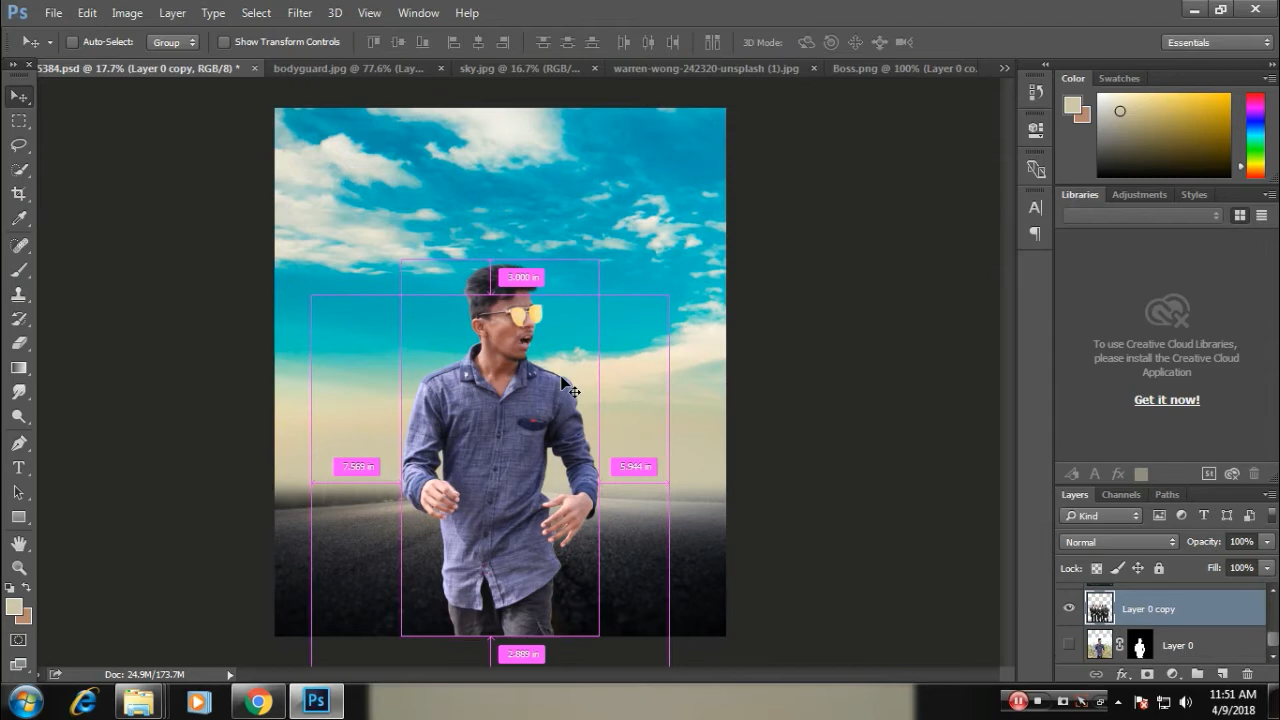 Ps File Edit Image Layer Type Select Filter 3D View Window Help
Auto-Select: Group Show Transform Controls 3D Mode: Essentials
5384.psd @ 17.7% (Layer 0 copy, RGB/8) * × bodyguard.jpg @ 77.6% (Lay... × sky.jpg @ 16.7% (RGB/... × warren-wong-242320-unsplash (1).jpg × Boss.png @ 100% (Layer 0 co.
Color Swatches
Libraries Adjustments Styles
3.000 in
To use Creative Cloud Libraries,
please install the Creative Cloud
Application
Get it now!
7.569 in 5.944 in
Layers Channels Paths
Kind
Normal Opacity: 100%
Lock: Fill: 100%
Layer 0 copy
Layer 0
2.889 in
Doc: 24.9M/173.7M
Ps
11:51 AM
4/9/2018